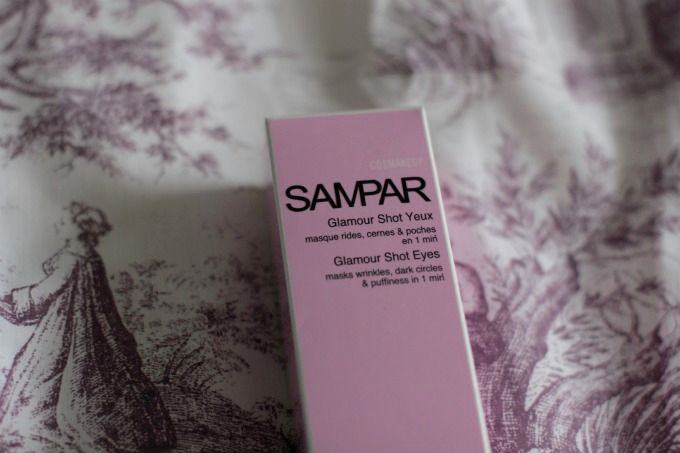 COSMAKEUP
SAMPAR
Glamour Shot Yeux
masque rides, cernes & poches
en 1 min
Glamour Shot Eyes
masks wrinkles, dark circles
& puffiness in 1 min